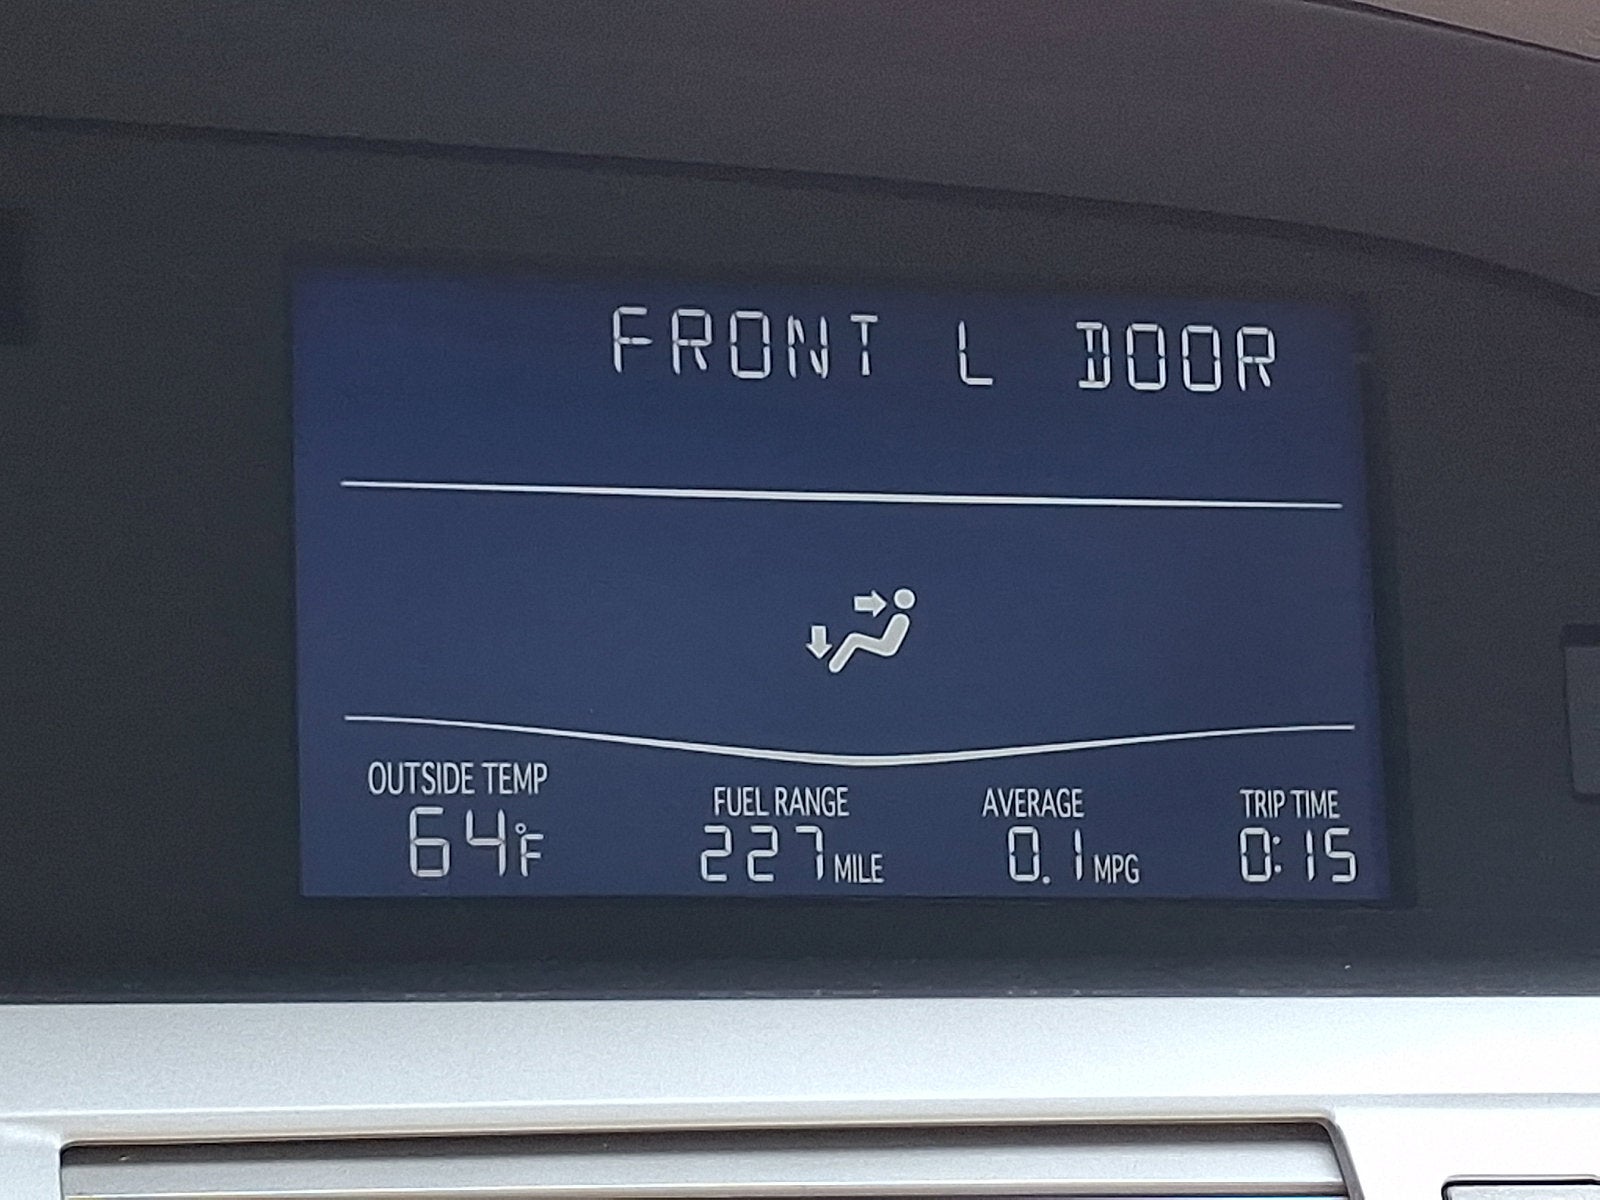 FRONT L DOOR
OUTSIDE TEMP
64°F
FUEL RANGE
227 MILE
AVERAGE
0.1 MPG
TRIP TIME
0:15